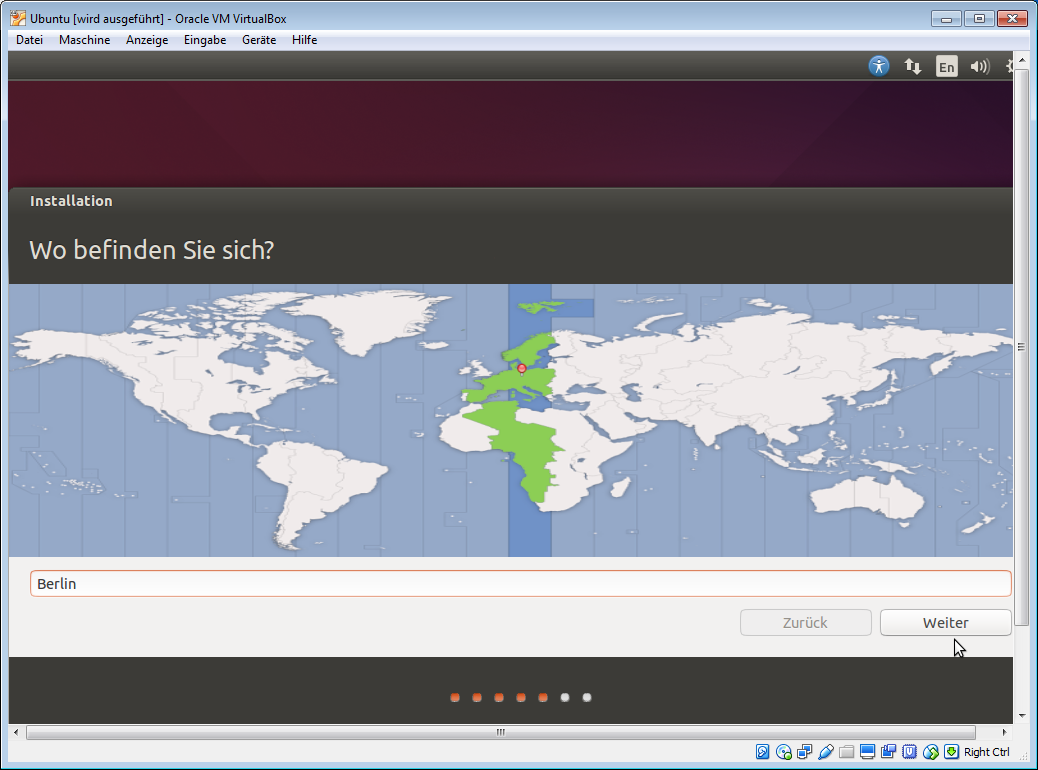 Ubuntu [wird ausgeführt] - Oracle VM VirtualBox
Datei Maschine Anzeige Eingabe Geräte Hilfe
En
Installation
Wo befinden Sie sich?
Berlin
Zurück Weiter
Right Ctrl